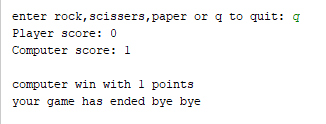 enter rock,scissers,paper or q to quit: q
Player score: 0
Computer score: 1
computer win with 1 points
your game has ended bye bye